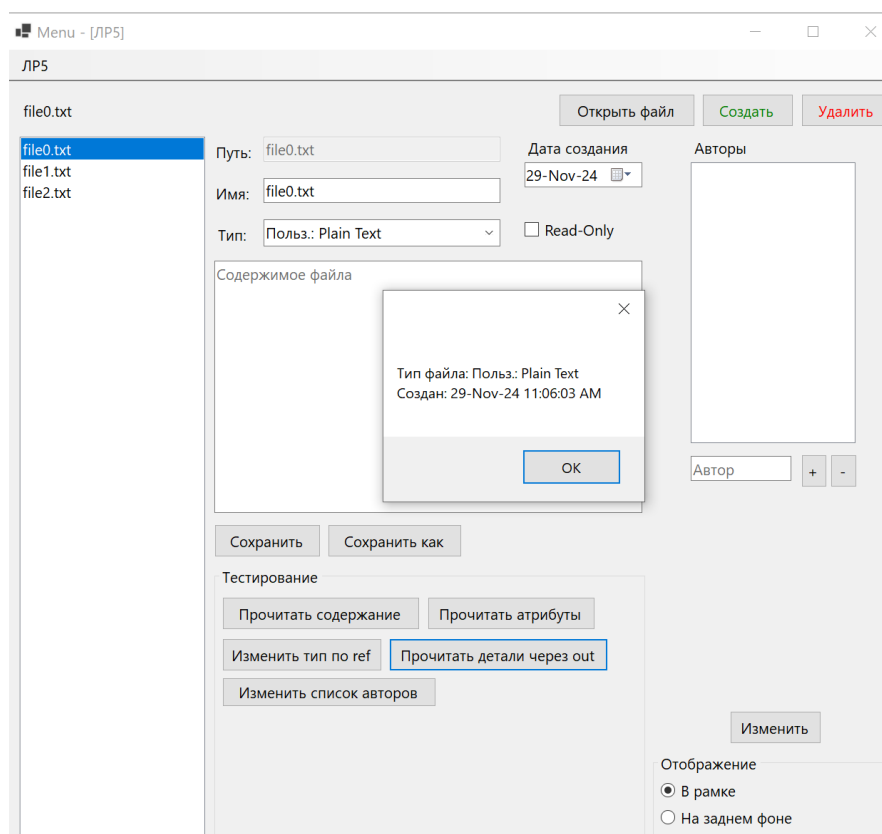 Menu - [ЛР5]
ЛР5
file0.txt
Открыть файл
Создать
Удалить
file0.txt
file1.txt
file2.txt
Путь:
file0.txt
Имя:
file0.txt
Тип:
Польз.: Plain Text
Дата создания
29-Nov-24
Read-Only
Авторы
Содержимое файла
Тип файла: Польз.: Plain Text
Создан: 29-Nov-24 11:06:03 AM
OK
Автор
+
-
Сохранить
Сохранить как
Тестирование
Прочитать содержание
Прочитать атрибуты
Изменить тип по ref
Прочитать детали через out
Изменить список авторов
Изменить
Отображение
В рамке
На заднем фоне